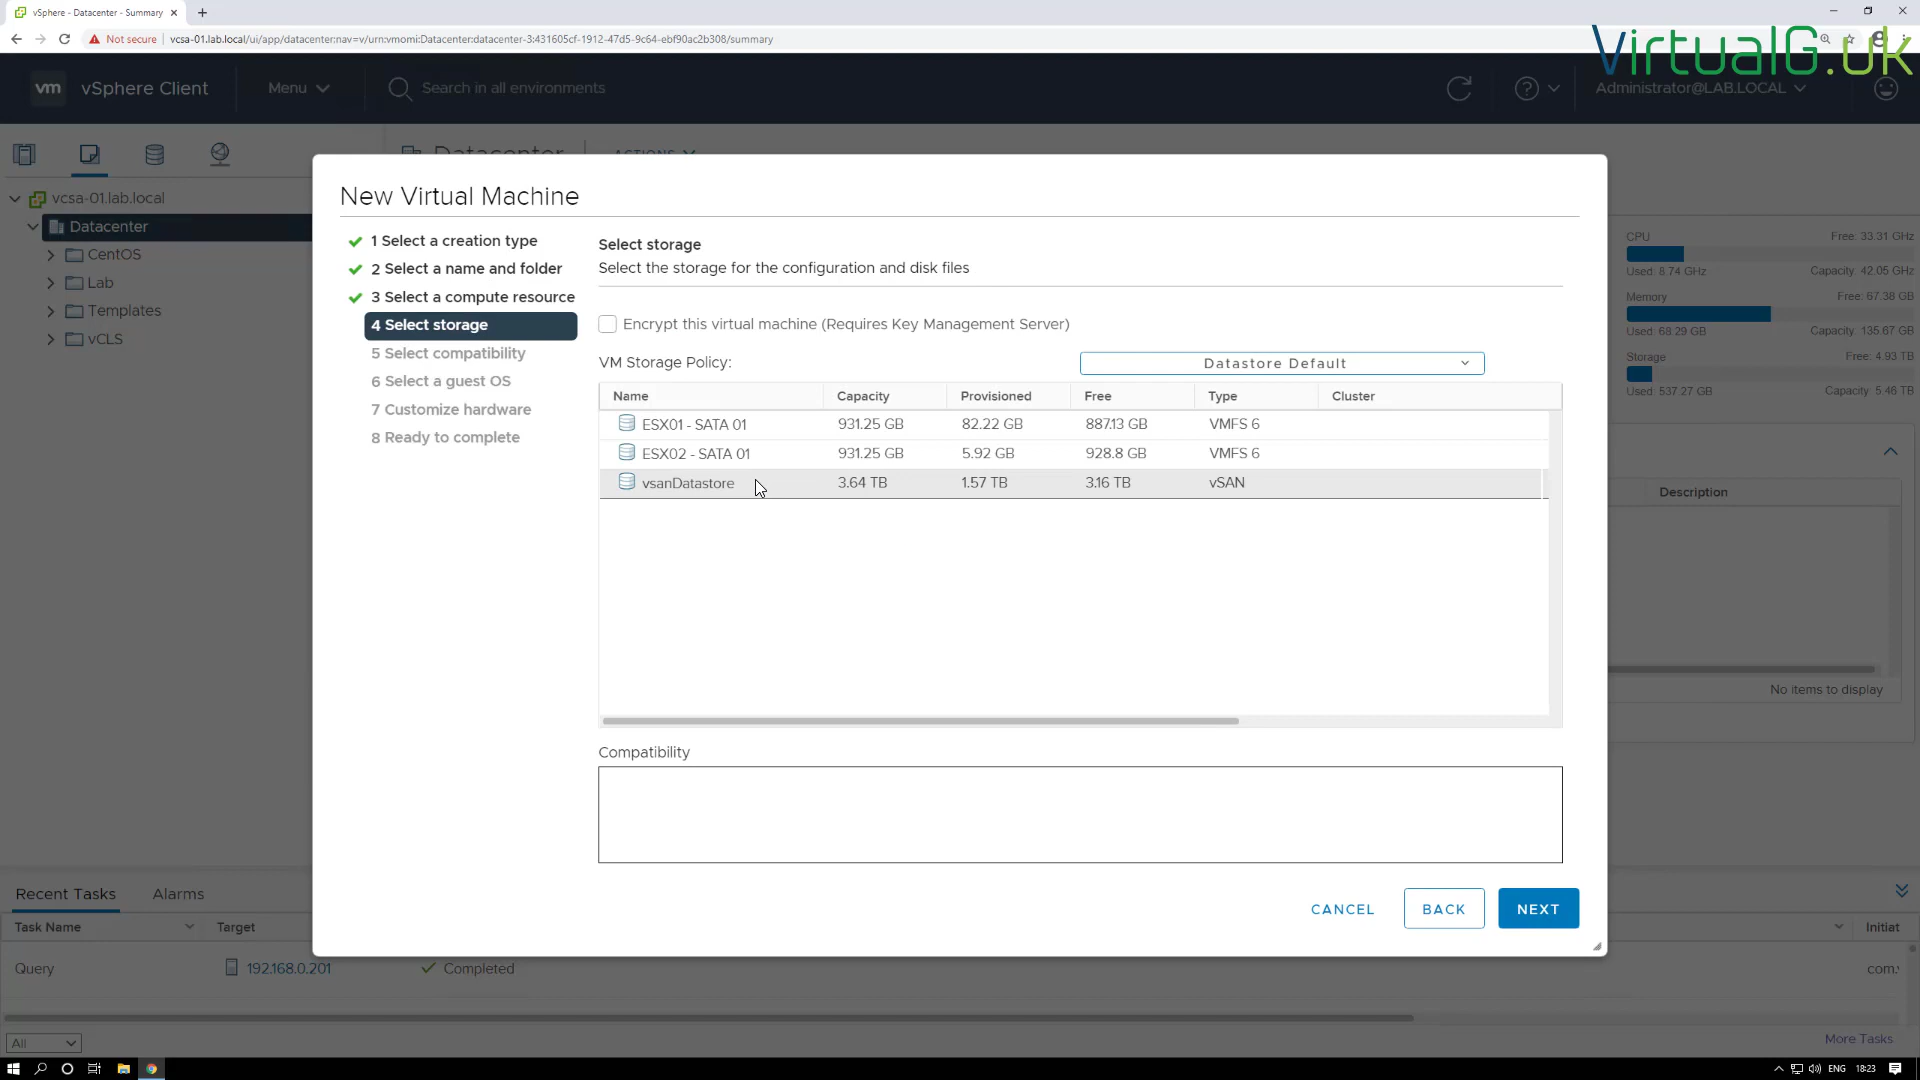 vSphere - Datacenter - Summary
Not secure
vcsa-01.lab.local/ui/app/datacenter;nav=v/urn:vmomi:Datacenter:datacenter-3:431605cf-1912-47d5-9c64-ebf90ac2b308/summary
VirtualG.uk
vm vSphere Client
Menu
Search in all environments
Administrator@LAB.LOCAL
Datacenter
ACTIONS
vcsa-01.lab.local
Datacenter
CentOS
Lab
Templates
vCLS
New Virtual Machine
1 Select a creation type
2 Select a name and folder
3 Select a compute resource
4 Select storage
5 Select compatibility
6 Select a guest OS
7 Customize hardware
8 Ready to complete
Select storage
Select the storage for the configuration and disk files
Encrypt this virtual machine (Requires Key Management Server)
VM Storage Policy: Datastore Default
Name Capacity Provisioned Free Type Cluster
ESX01 - SATA 01 931.25 GB 82.22 GB 887.13 GB VMFS 6
ESX02 - SATA 01 931.25 GB 5.92 GB 928.8 GB VMFS 6
vsanDatastore 3.64 TB 1.57 TB 3.16 TB vSAN
Compatibility
CANCEL BACK NEXT
CPU Free: 33.31 GHz
Used: 8.74 GHz Capacity: 42.05 GHz
Memory Free: 67.38 GB
Used: 68.29 GB Capacity: 135.67 GB
Storage Free: 4.93 TB
Used: 537.27 GB Capacity: 5.46 TB
Description
No items to display
Recent Tasks Alarms
Task Name Target Initiat
Query 192.168.0.201 Completed com.
All
More Tasks
ENG 18:23